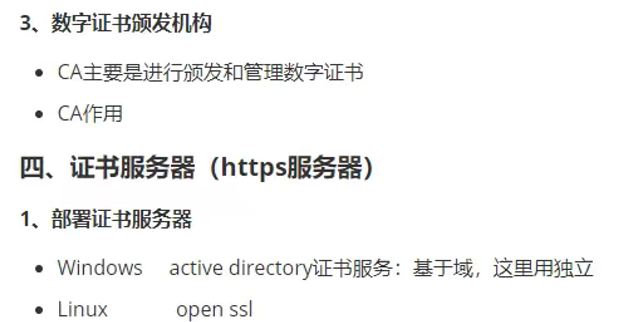 3、数字证书颁发机构
• CA主要是进行颁发和管理数字证书
• CA作用
四、证书服务器（https服务器）
1、部署证书服务器
• Windows active directory证书服务：基于域，这里用独立
• Linux open ssl